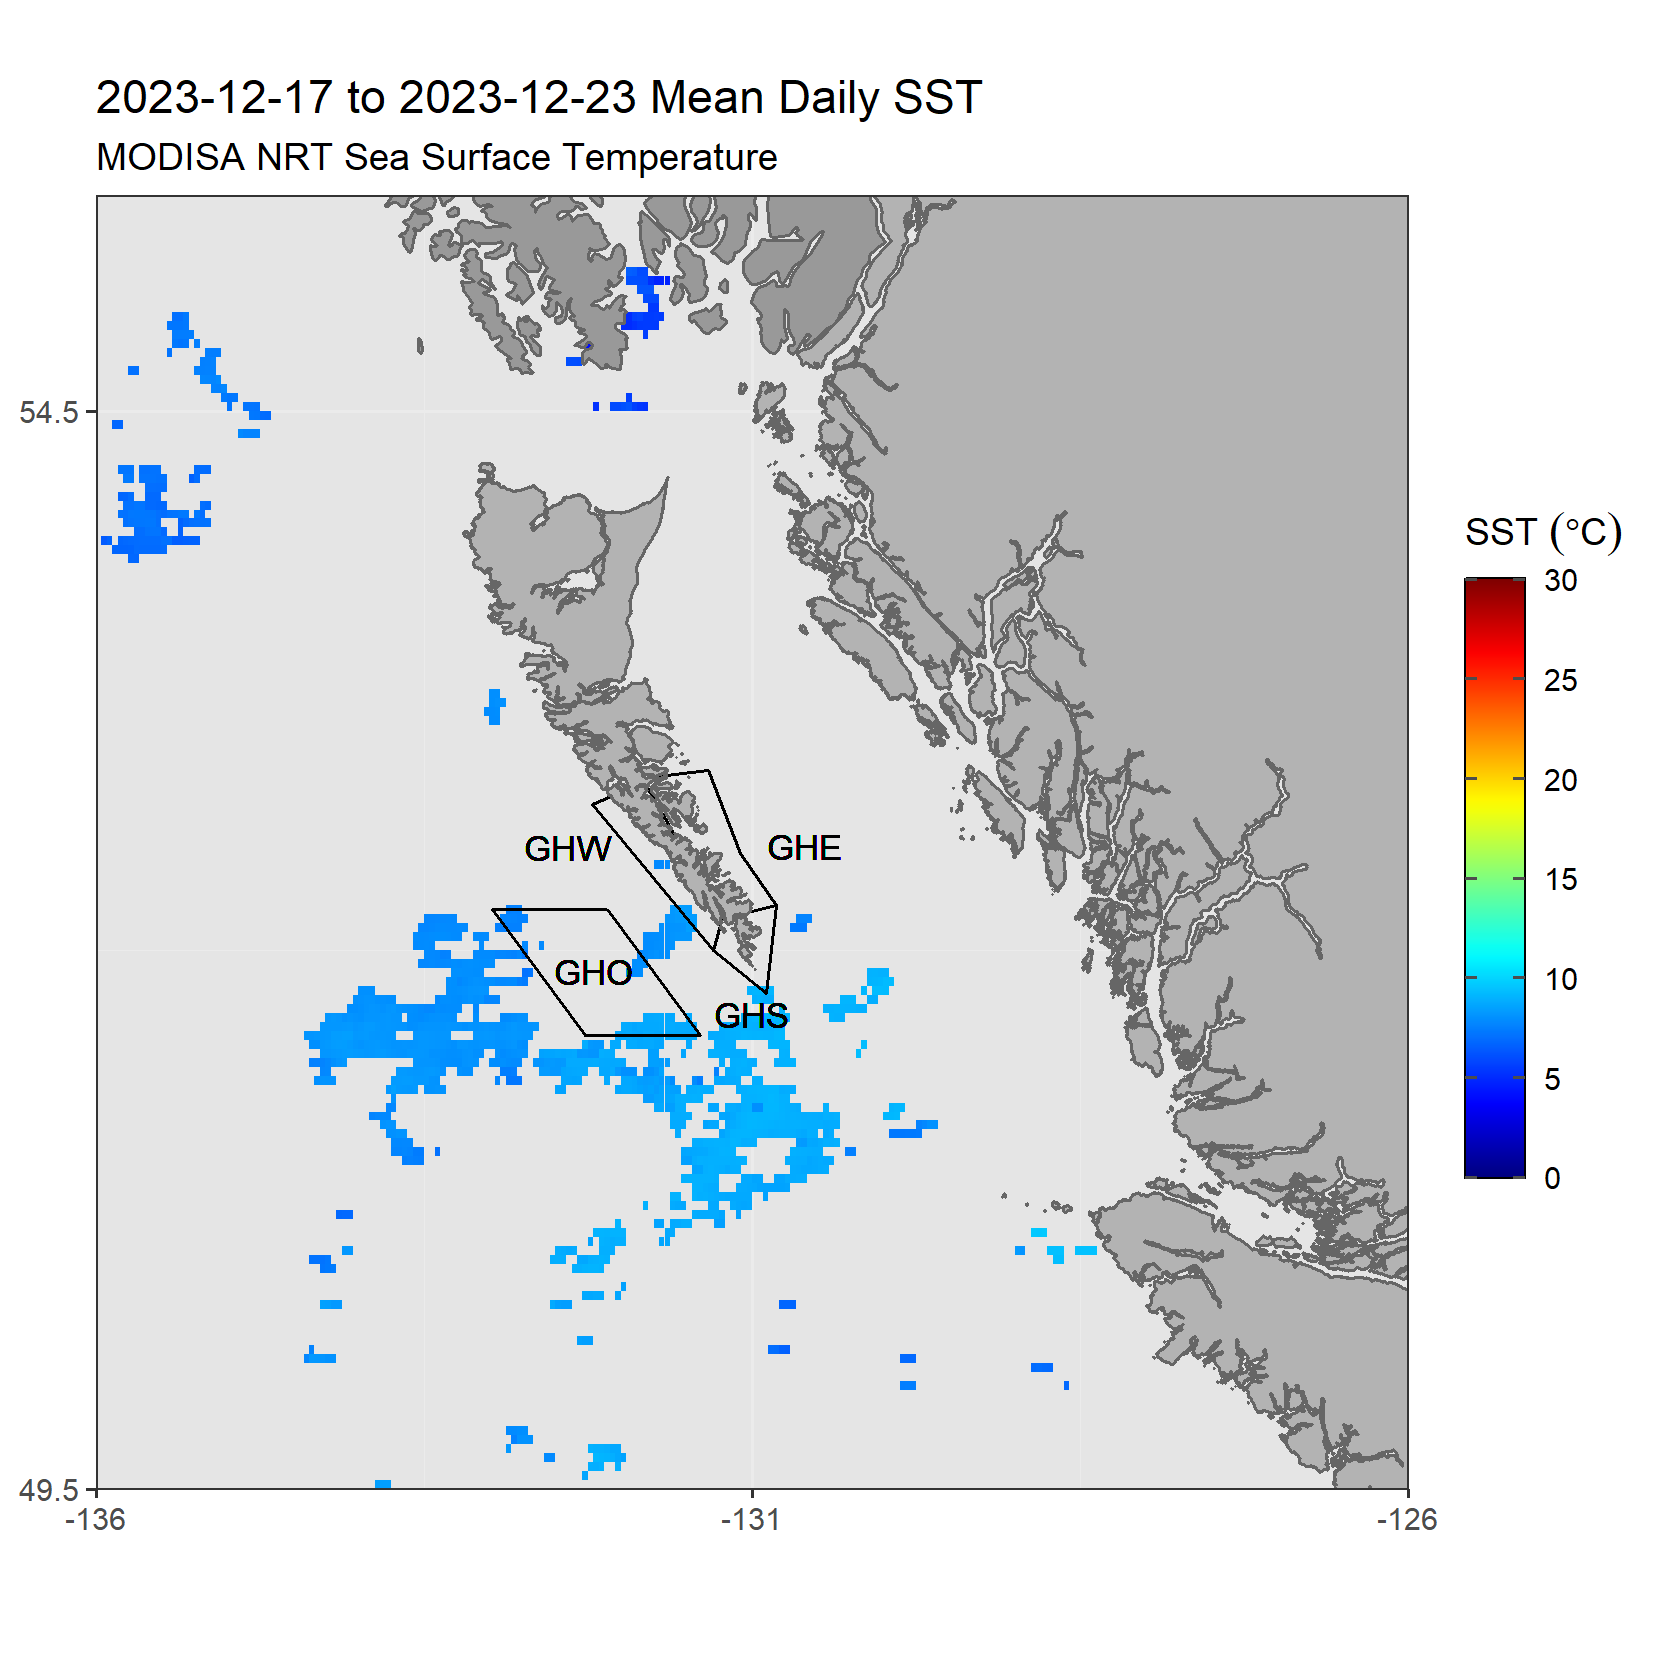 2023-12-17 to 2023-12-23 Mean Daily SST
MODISA NRT Sea Surface Temperature
54.5
49.5
-136
-131
-126
GHW
GHE
GHO
GHS
SST (°C)
30
25
20
15
10
5
0